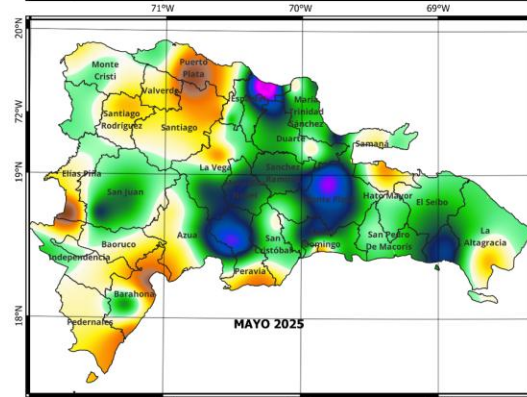 71°W 70°W 69°W
20°N
Monte
Cristi
Puerto
Plata
Valverde
Santiago
Rodríguez
Santiago
María
Trinidad
Sánchez
Duarte
Samaná
19°N
La Vega
Elías Piña
San Juan
Sánchez
Hato Mayor
El Seibo
La
Altagracia
Azua
San
Cristóbal
San Pedro
De Macorís
Baoruco
Independencia
Peravia
Barahona
18°N
Pedernales
MAYO 2025